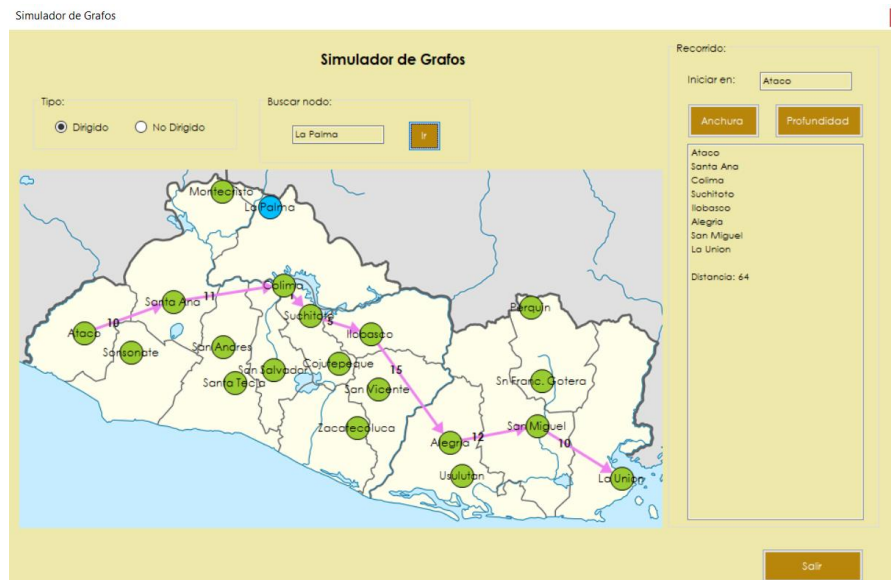 Simulador de Grafos
Simulador de Grafos
Tipo:
Dirigido
No Dirigido
Buscar nodo:
La Palma
Ir
Recorrido:
Iniciar en:
Ataco
Anchura
Profundidad
Ataco
Santa Ana
Colima
Suchitoto
Ilobasco
Alegria
San Miguel
La Union
Distancia: 64
Montecristo
La Palma
Colima
Santa Ana
11
1
Suchitoto
5
Perquin
10
Ataco
Ilobasco
Sonsonate
San Andres
Cojutepeque
15
San Salvador
Santa Tecla
San Vicente
Sn Franc. Gotera
Zacatecoluca
San Miguel
Alegria
12
10
Usulutan
La Union
Salir